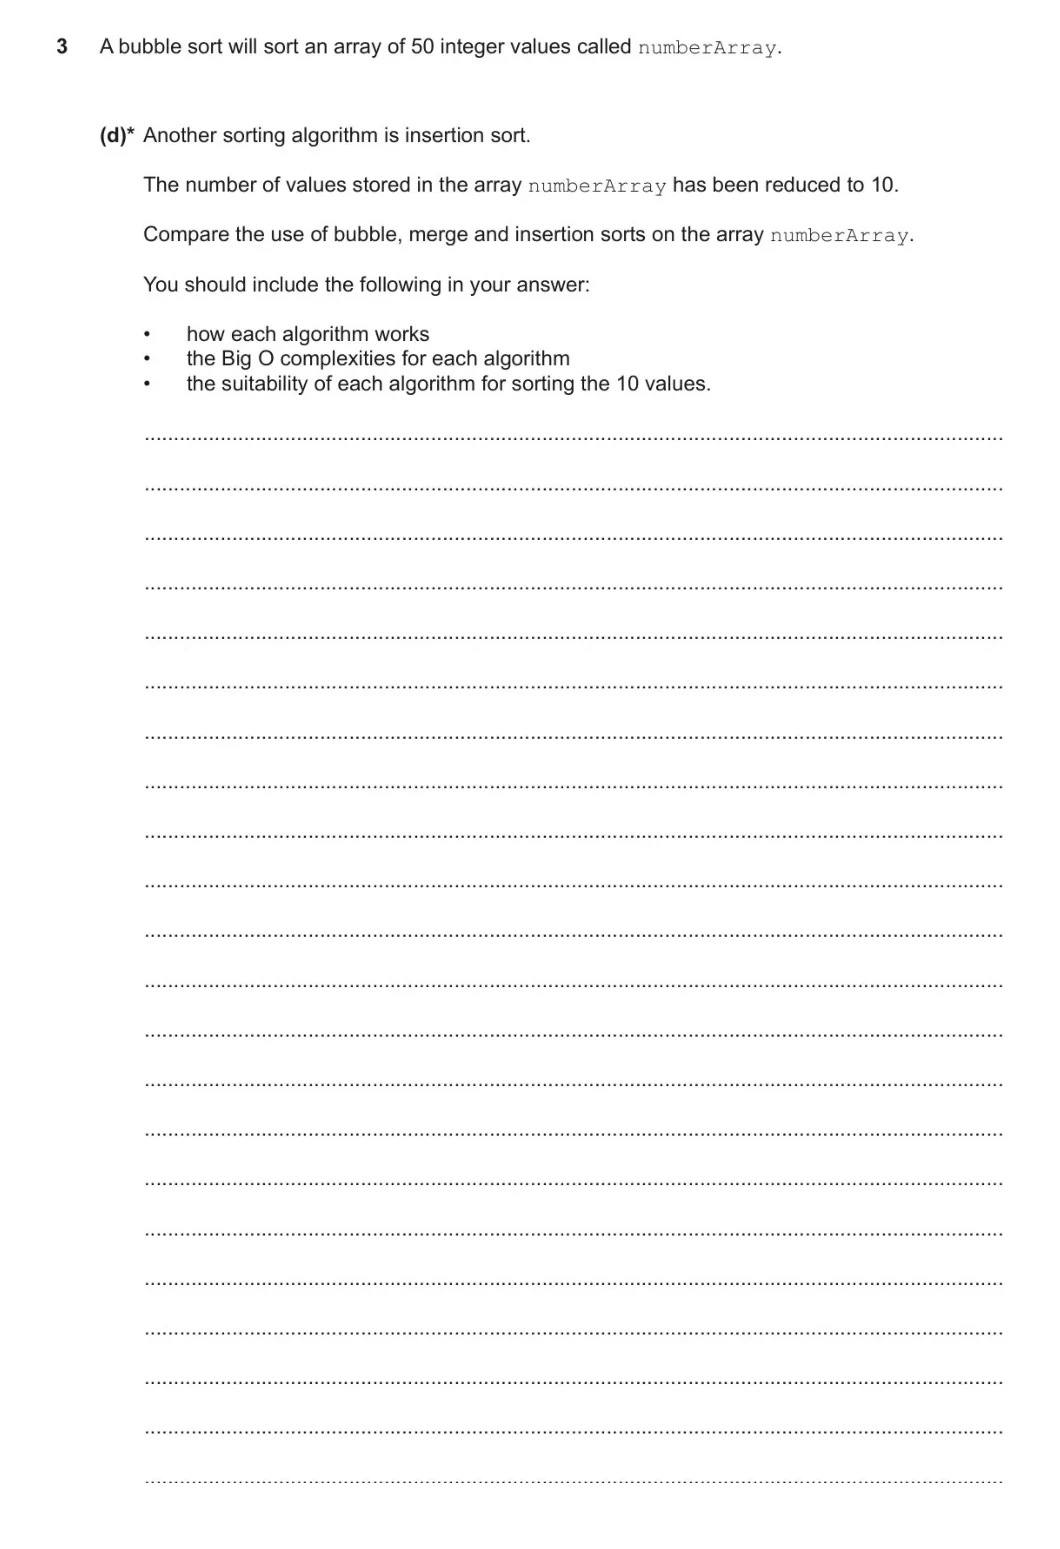 3 A bubble sort will sort an array of 50 integer values called numberArray.
(d)* Another sorting algorithm is insertion sort.
The number of values stored in the array numberArray has been reduced to 10.
Compare the use of bubble, merge and insertion sorts on the array numberArray.
You should include the following in your answer:
• how each algorithm works
• the Big O complexities for each algorithm
• the suitability of each algorithm for sorting the 10 values.